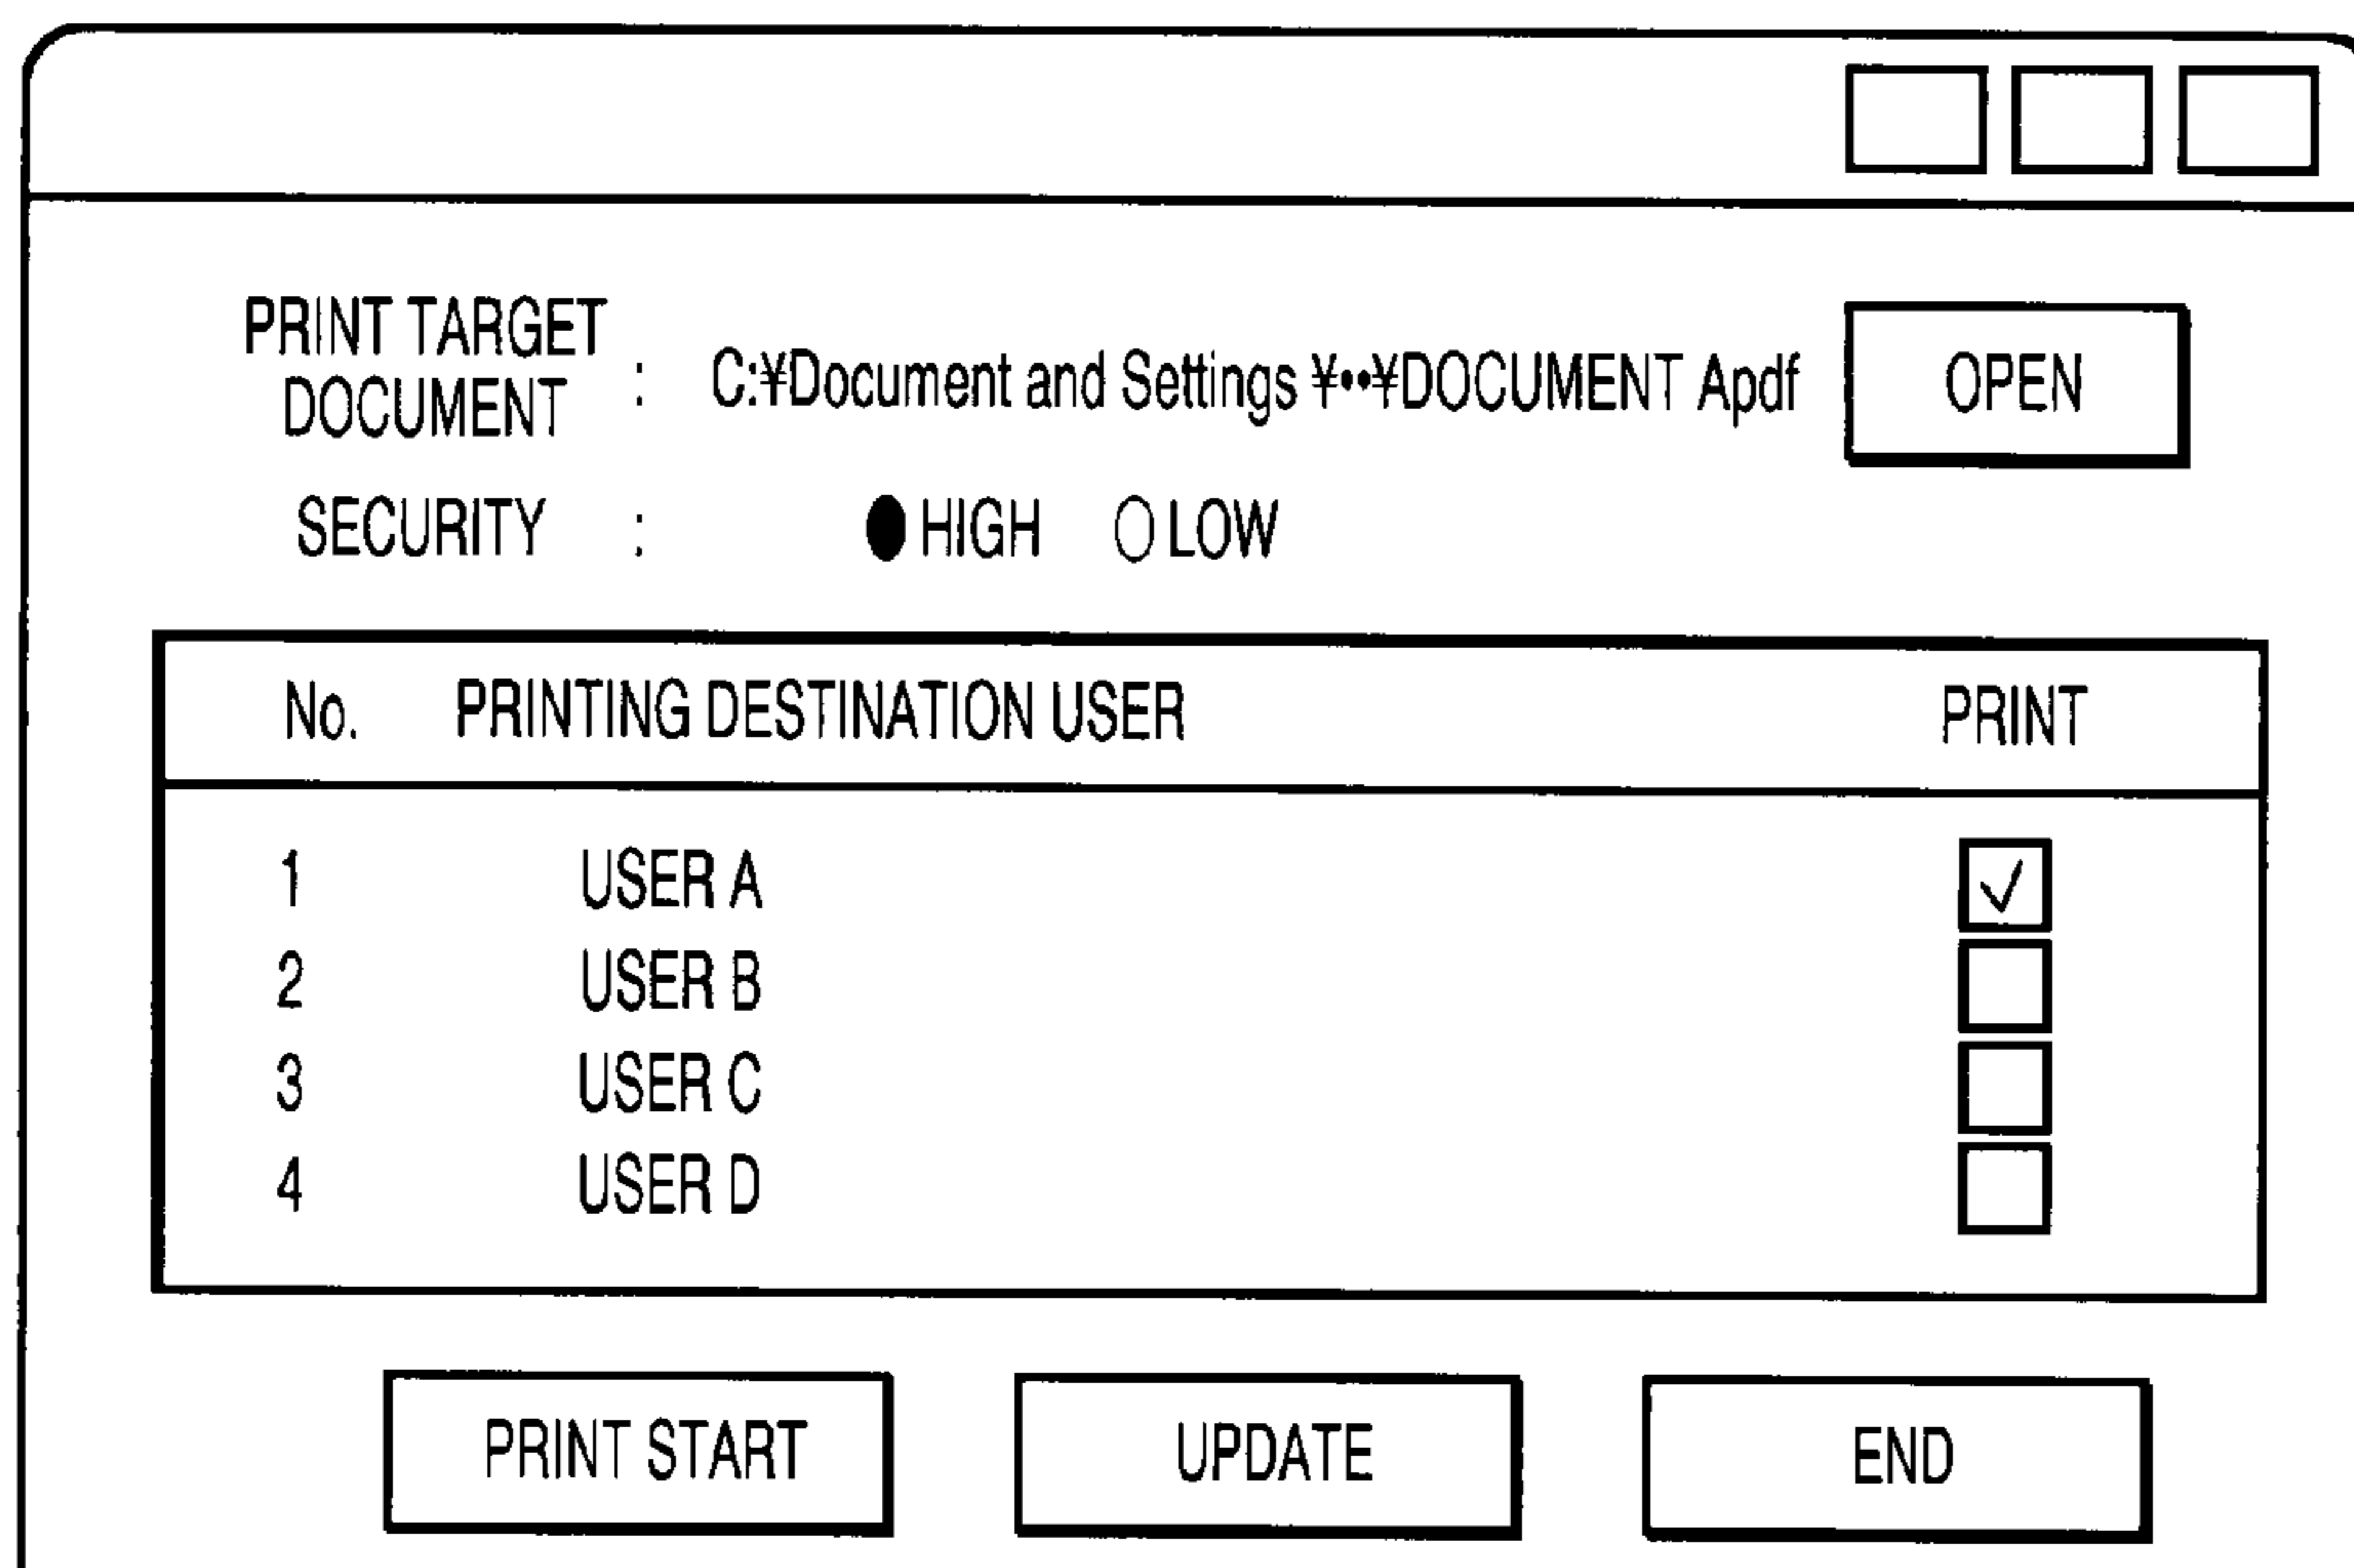 PRINT TARGET
DOCUMENT : C:¥Document and Settings ¥••¥DOCUMENT Apdf OPEN
SECURITY : HIGH LOW
No. PRINTING DESTINATION USER PRINT
1 USER A
2 USER B
3 USER C
4 USER D
PRINT START UPDATE END